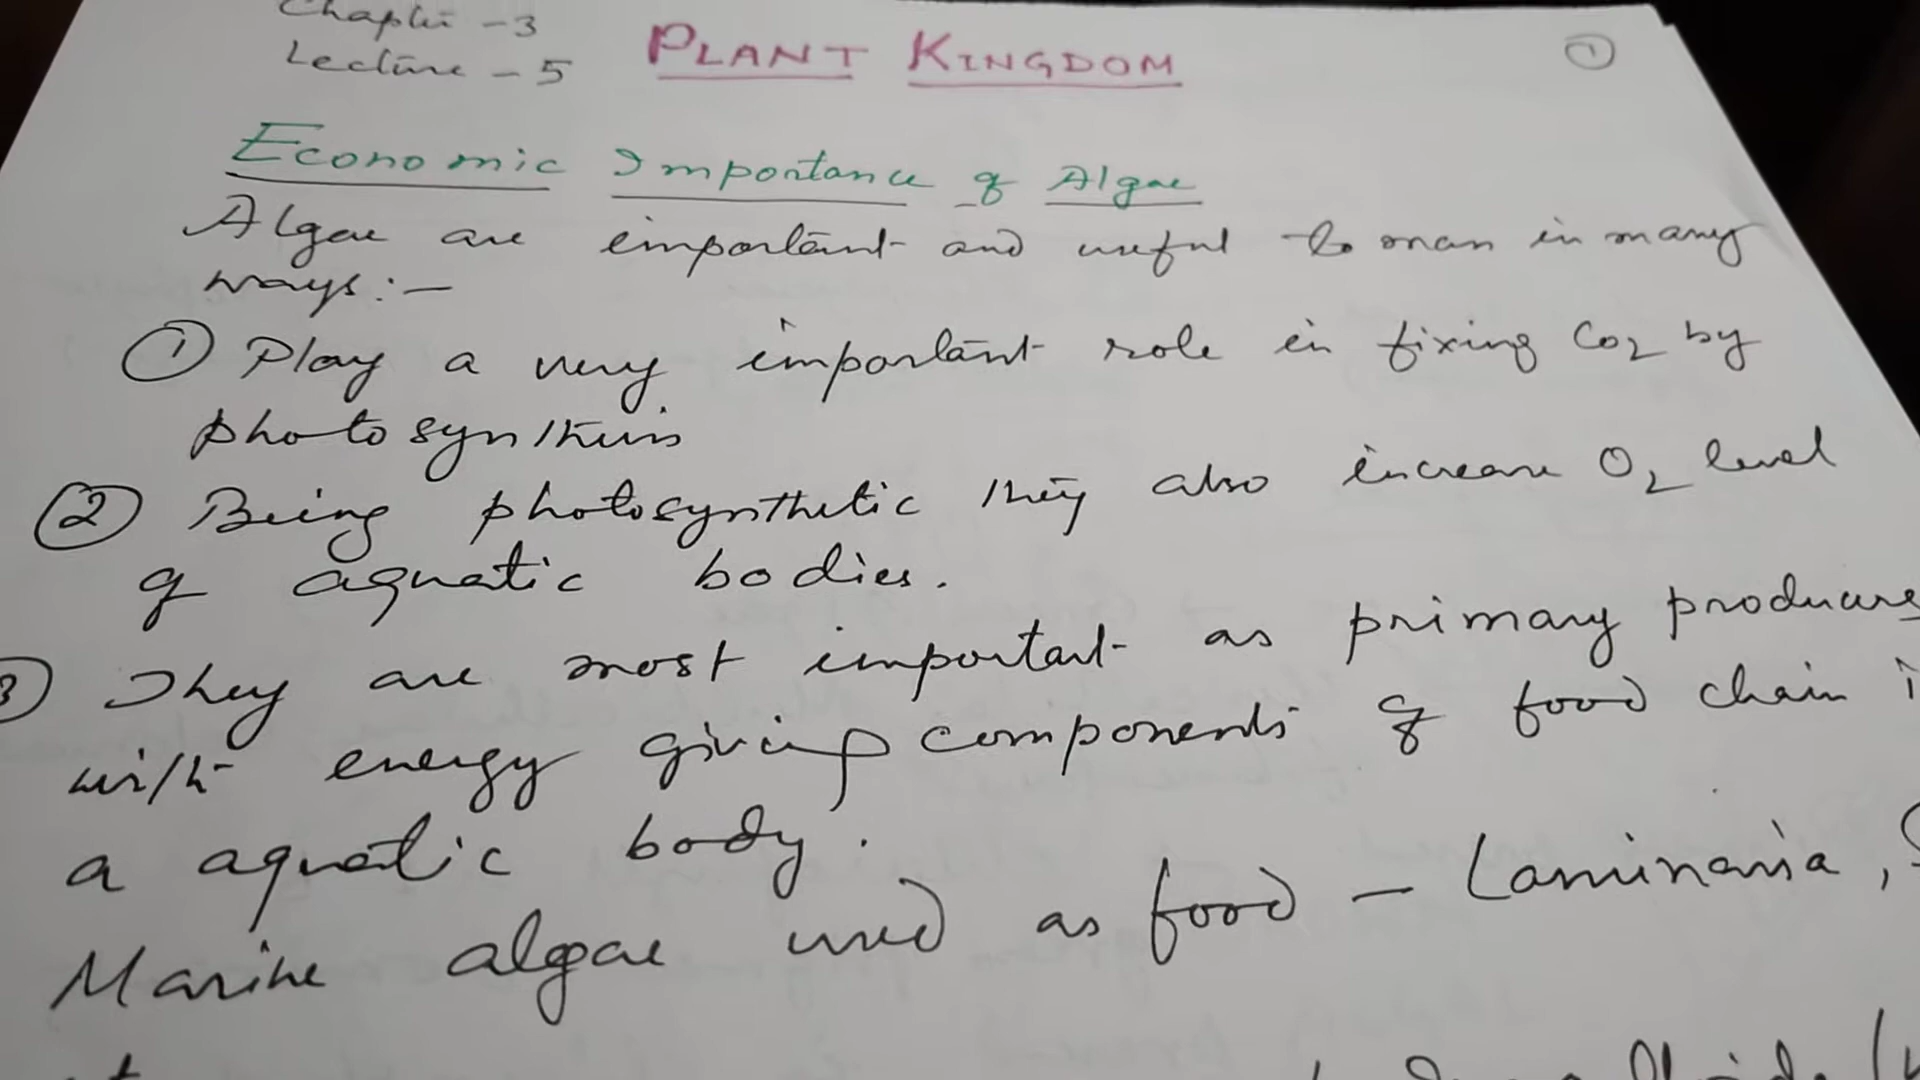 Chapter - 3
Lecture - 5
PLANT KINGDOM
1
Economic Importance of Algae
Algae are important and useful to man in many
ways:-
1 Play a very important role in fixing CO2 by
photosynthesis
2 Being photosynthetic they also increase O2 level
of aquatic bodies.
3 They are most important as primary producers
with energy giving components of food chain
a aquatic body.
Marine algae used as food - Laminaria,